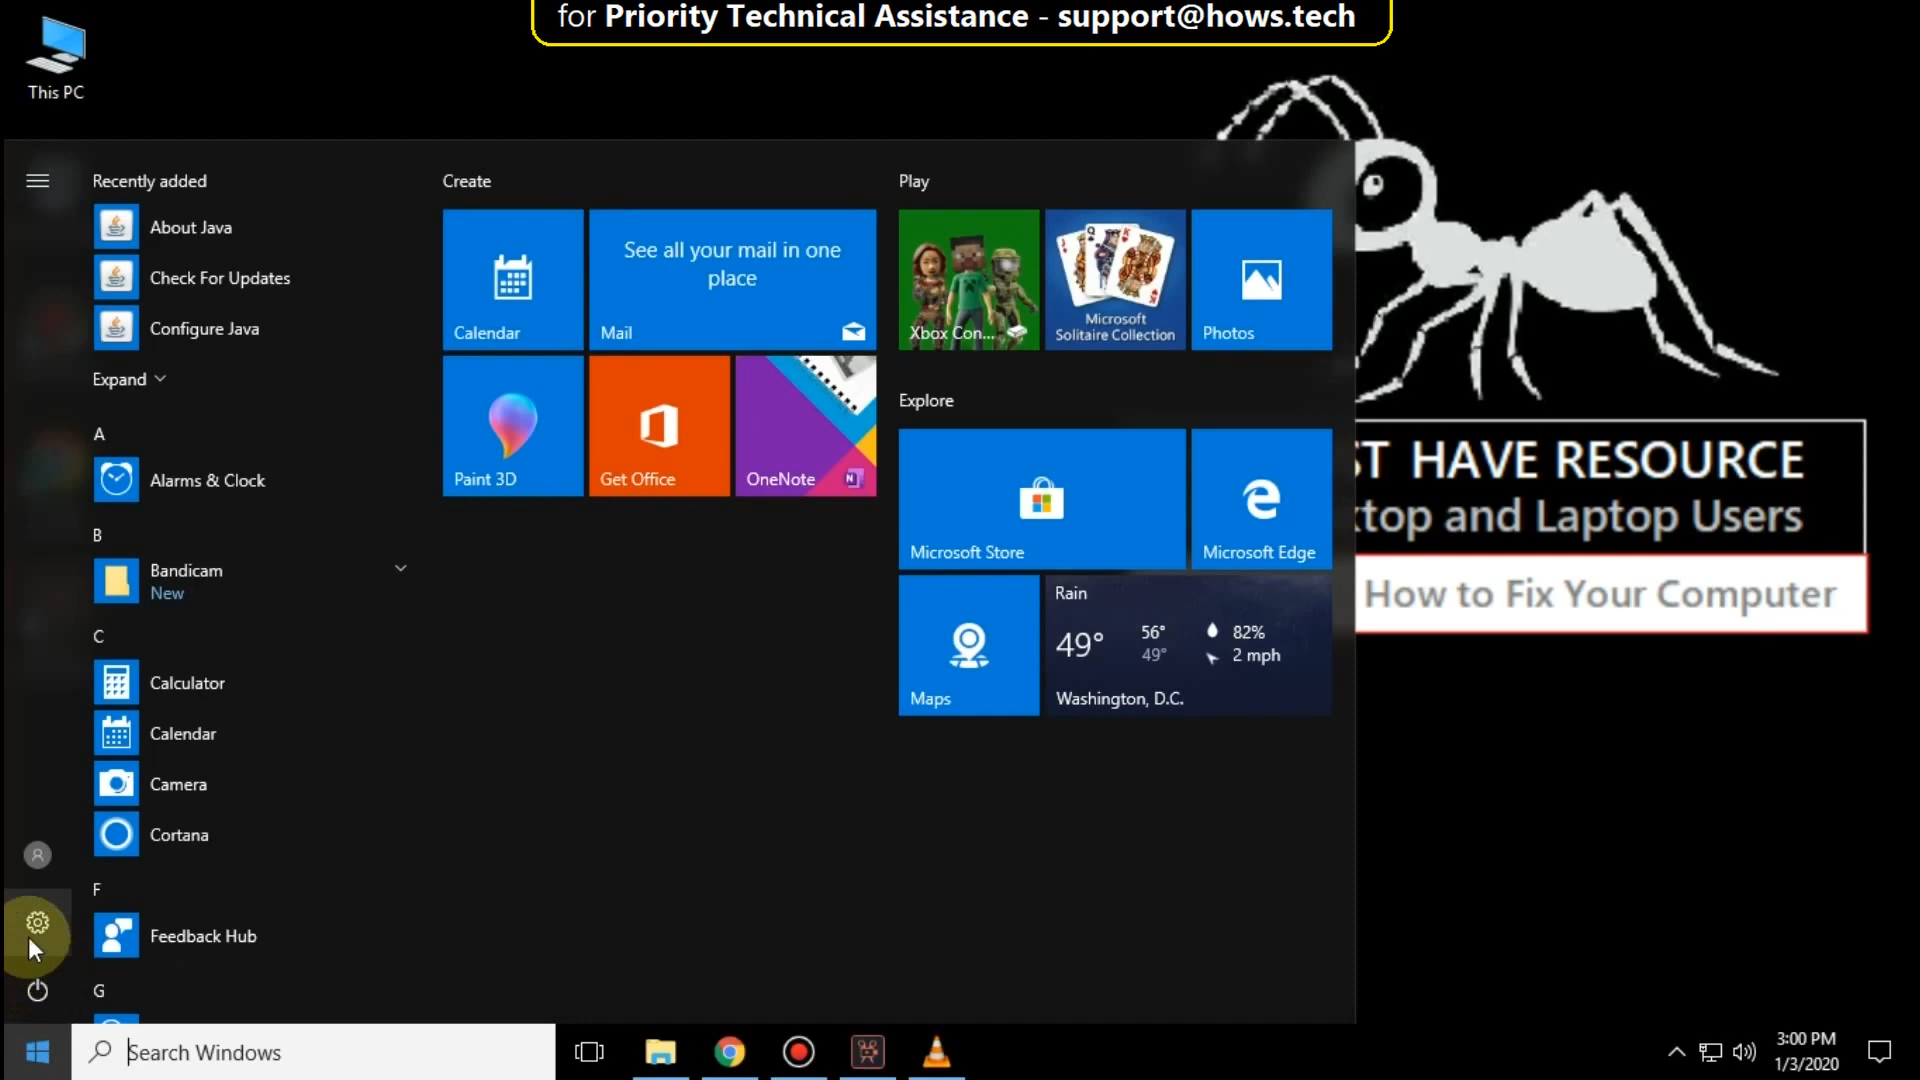 for Priority Technical Assistance - support@hows.tech
This PC
Recently added
About Java
Check For Updates
Configure Java
Expand
A
Alarms & Clock
B
Bandicam
New
C
Calculator
Calendar
Camera
Cortana
F
Feedback Hub
G
Create
Calendar
See all your mail in one
place
Mail
Paint 3D
Get Office
OneNote
N
Play
Xbox Con...
Microsoft
Solitaire Collection
Photos
Explore
Microsoft Store
Microsoft Edge
Maps
Rain
49°
56°
49°
82%
2 mph
Washington, D.C.
ST HAVE RESOURCE
top and Laptop Users
How to Fix Your Computer
Search Windows
3:00 PM
1/3/2020